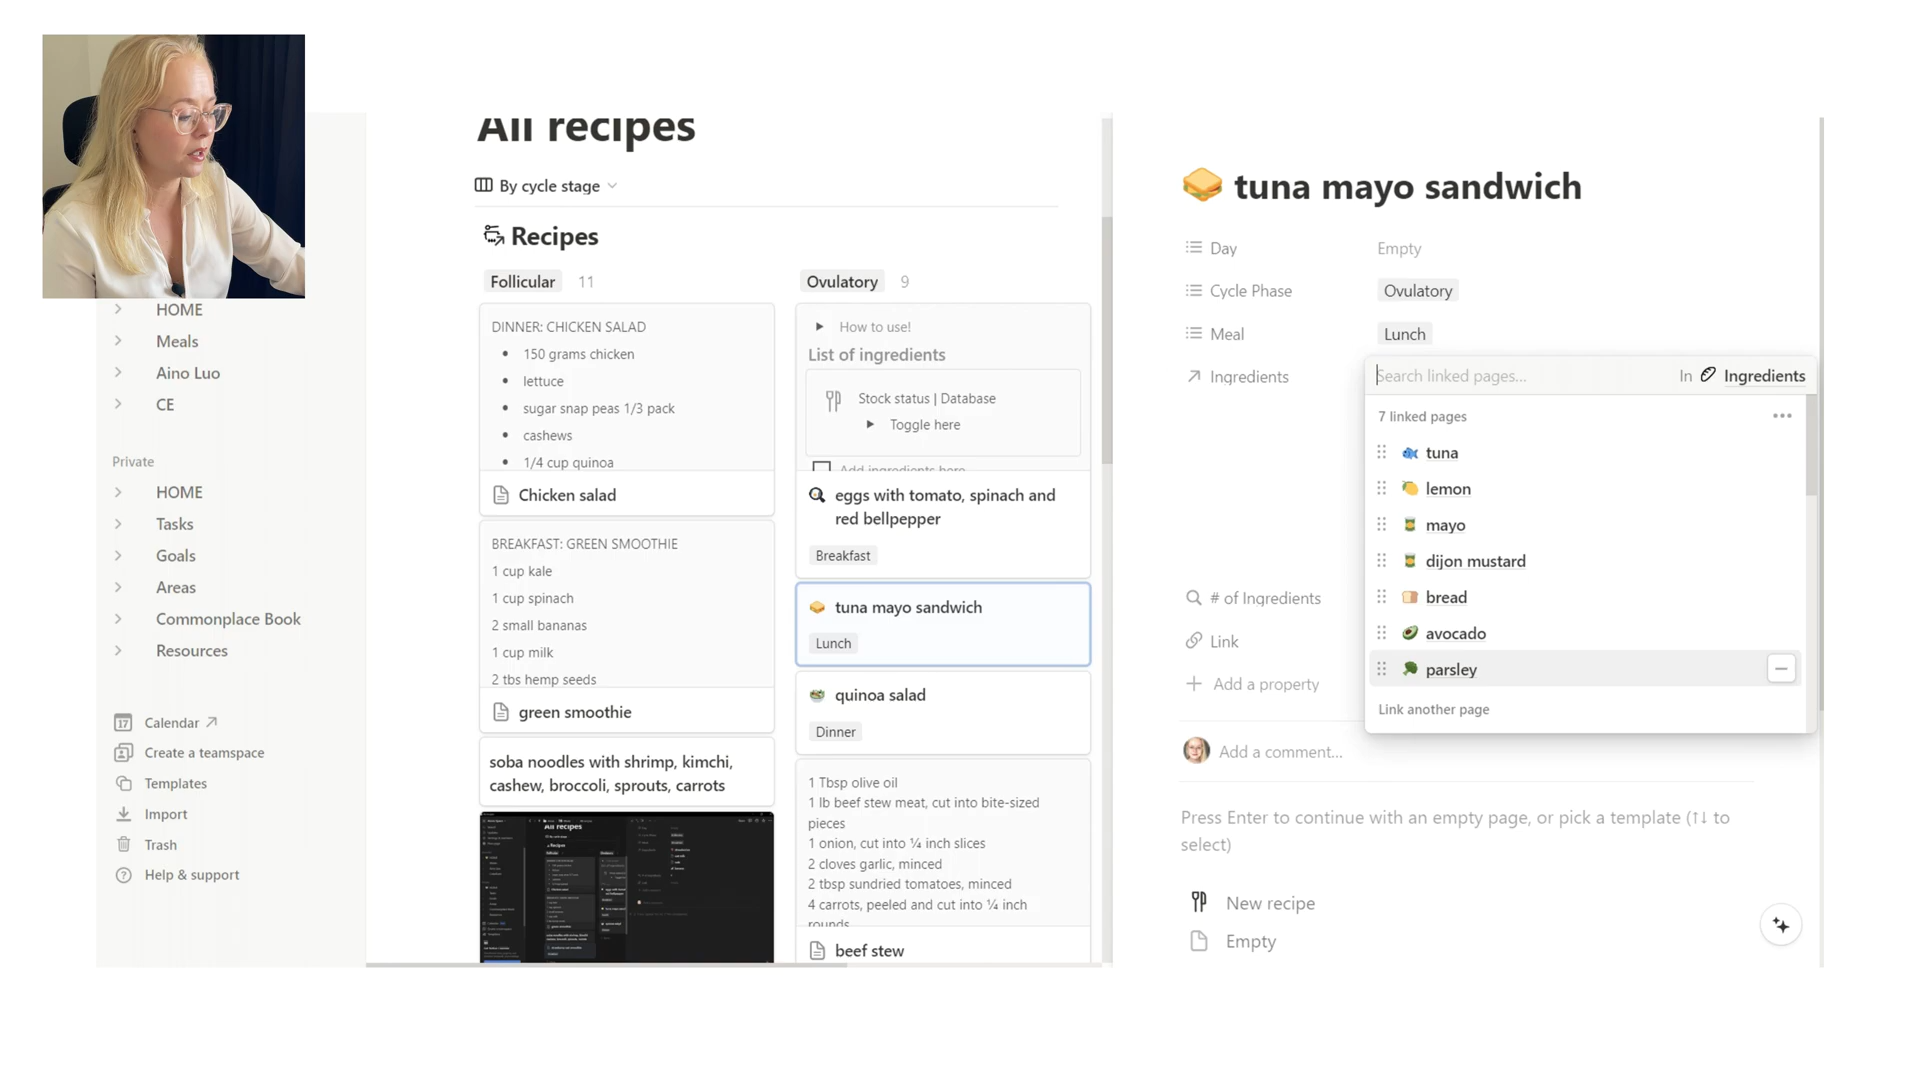 HOME
Meals
Aino Luo
CE
Private
HOME
Tasks
Goals
Areas
Commonplace Book
Resources
17
Calendar ↗
Create a teamspace
Templates
Import
Trash
Help & support
All recipes
By cycle stage
Recipes
Follicular 11
DINNER: CHICKEN SALAD
• 150 grams chicken
• lettuce
• sugar snap peas 1/3 pack
• cashews
• 1/4 cup quinoa
Chicken salad
BREAKFAST: GREEN SMOOTHIE
1 cup kale
1 cup spinach
2 small bananas
1 cup milk
2 tbs hemp seeds
green smoothie
soba noodles with shrimp, kimchi,
cashew, broccoli, sprouts, carrots
All recipes
Ovulatory 9
How to use!
List of ingredients
Stock status | Database
Toggle here
Add ingredients here
eggs with tomato, spinach and
red bellpepper
Breakfast
tuna mayo sandwich
Lunch
quinoa salad
Dinner
1 Tbsp olive oil
1 lb beef stew meat, cut into bite-sized
pieces
1 onion, cut into ¼ inch slices
2 cloves garlic, minced
2 tbsp sundried tomatoes, minced
4 carrots, peeled and cut into ¼ inch
rounds
beef stew
tuna mayo sandwich
Day Empty
Cycle Phase Ovulatory
Meal Lunch
Ingredients
Search linked pages...
In Ingredients
7 linked pages
tuna
lemon
mayo
dijon mustard
bread
avocado
parsley
Link another page
# of Ingredients
Link
Add a property
Add a comment...
Press Enter to continue with an empty page, or pick a template (↑↓ to
select)
New recipe
Empty